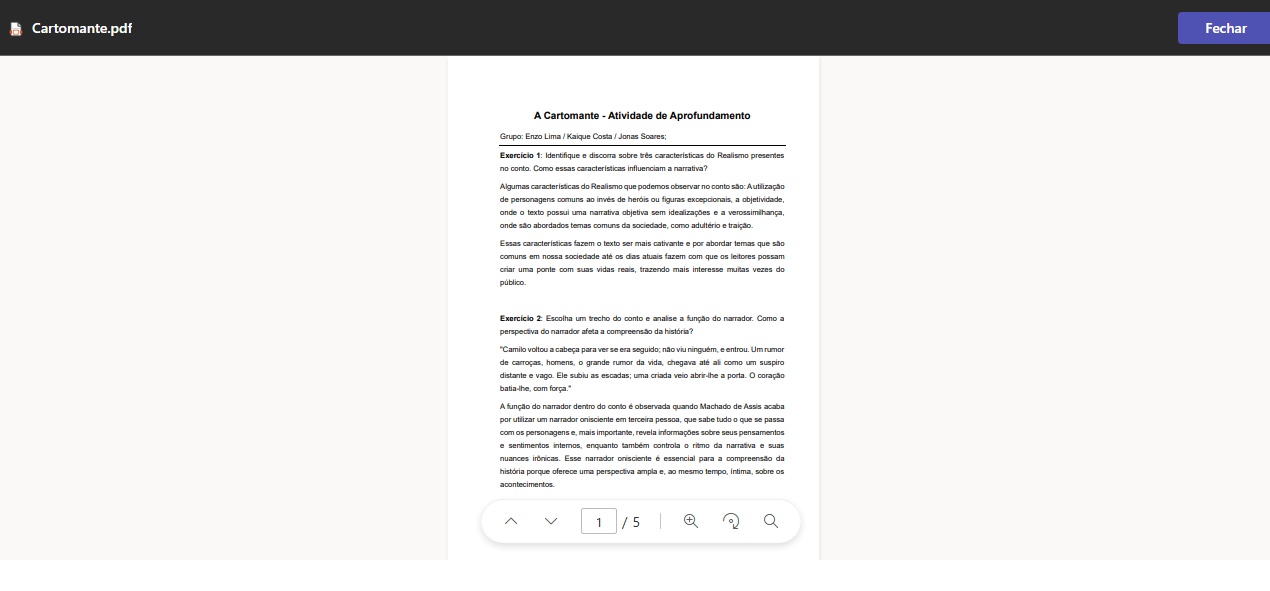 Cartomante.pdf
Fechar
A Cartomante - Atividade de Aprofundamento
Grupo: Enzo Lima / Kaique Costa / Jonas Soares;
Exercício 1: Identifique e discorra sobre três características do Realismo presentes
no conto. Como essas características influenciam a narrativa?
Algumas características do Realismo que podemos observar no conto são: A utilização
de personagens comuns ao invés de heróis ou figuras excepcionais, a objetividade,
onde o texto possui uma narrativa objetiva sem idealizações e a verossimilhança,
onde são abordados temas comuns da sociedade, como adultério e traição.
Essas características fazem o texto ser mais cativante e por abordar temas que são
comuns em nossa sociedade até os dias atuais fazem com que os leitores possam
criar uma ponte com suas vidas reais, trazendo mais interesse muitas vezes do
público.
Exercício 2: Escolha um trecho do conto e analise a função do narrador. Como a
perspectiva do narrador afeta a compreensão da história?
"Camilo voltou a cabeça para ver se era seguido; não viu ninguém, e entrou. Um rumor
de carroças, homens, o grande rumor da vida, chegava até ali como um suspiro
distante e vago. Ele subiu as escadas; uma criada veio abrir-lhe a porta. O coração
batia-lhe, com força."
A função do narrador dentro do conto é observada quando Machado de Assis acaba
por utilizar um narrador onisciente em terceira pessoa, que sabe tudo o que se passa
com os personagens e, mais importante, revela informações sobre seus pensamentos
e sentimentos internos, enquanto também controla o ritmo da narrativa e suas
nuances irônicas. Esse narrador onisciente é essencial para a compreensão da
história porque oferece uma perspectiva ampla e, ao mesmo tempo, íntima, sobre os
acontecimentos.
1 / 5